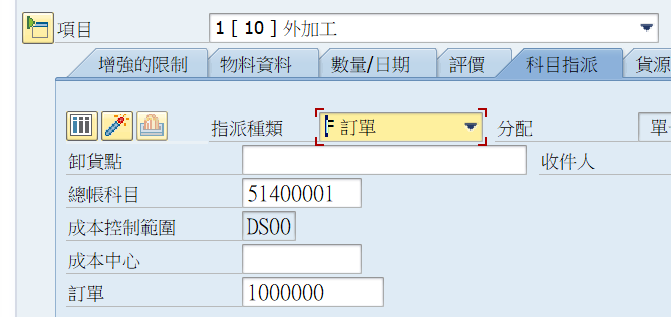 項目 1 [ 10 ] 外加工
增強的限制 物料資料 數量/日期 評價 科目指派 貨源
指派種類 訂單 分配 單
卸貨點 收件人
總帳科目 51400001
成本控制範圍 DS00
成本中心
訂單 1000000